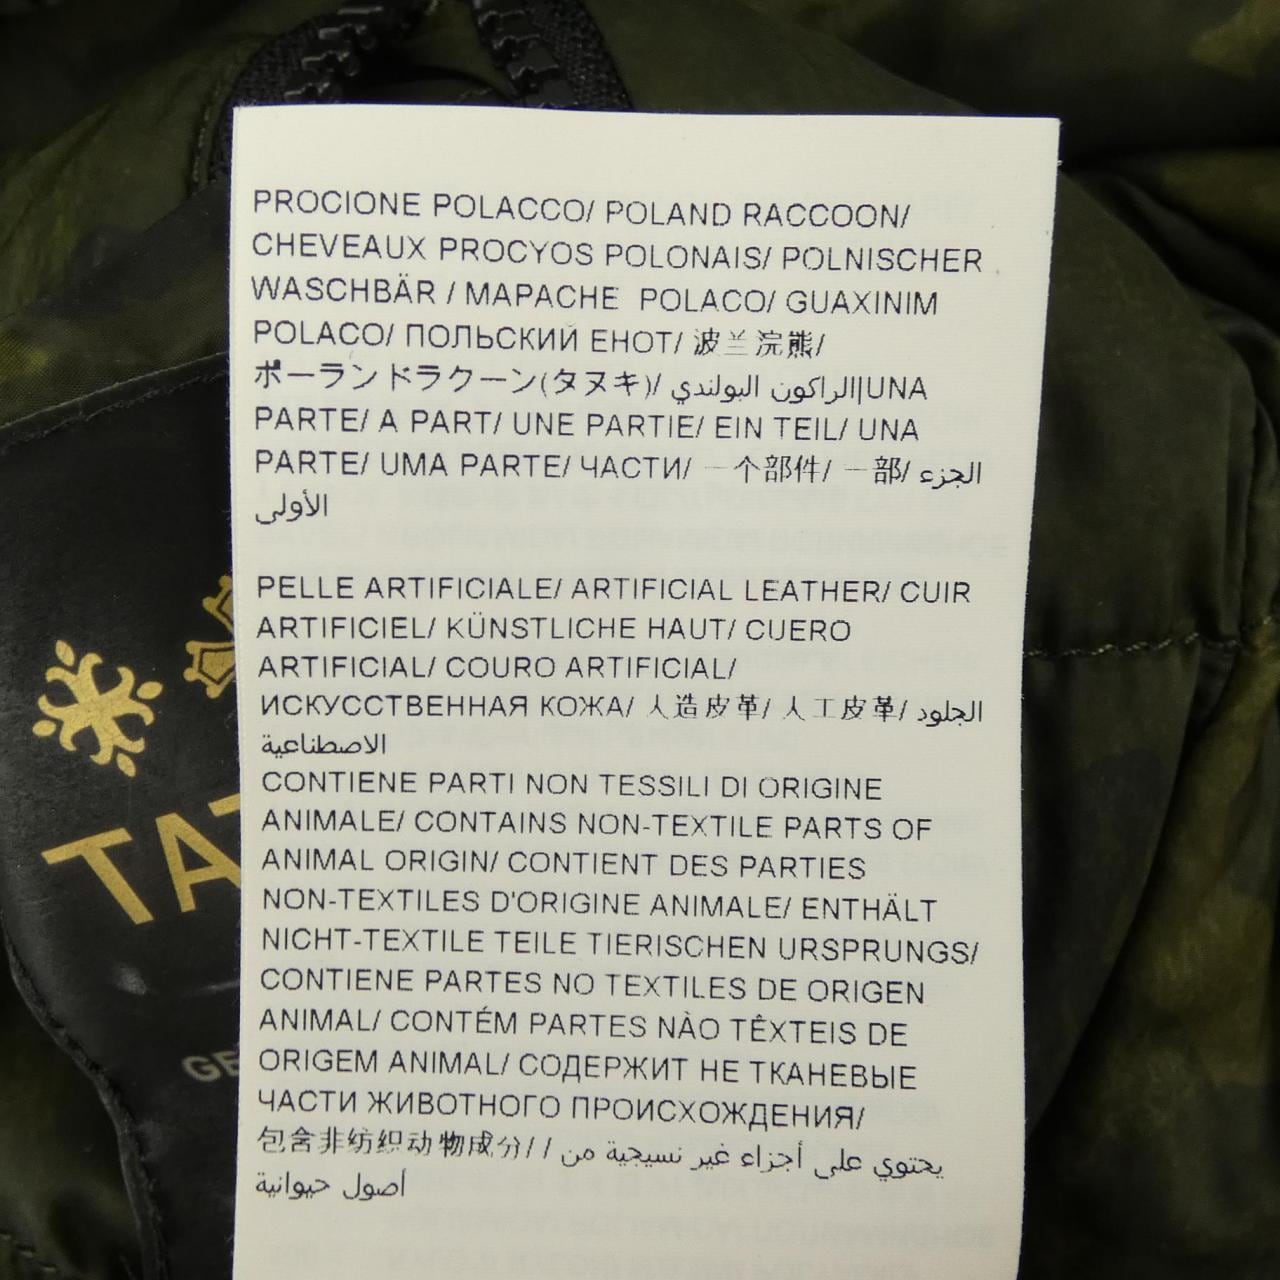 PROCIONE POLACCO/ POLAND RACCOON/
CHEVEAUX PROCYOS POLONAIS/ POLNISCHER
WASCHBÄR / MAPACHE POLACO/ GUAXINIM
POLACO/ ПОЛЬСКИЙ ЕНОТ/ 波兰浣熊/
ポーランドラクーン(タヌキ)/ الراكون البولندي||UNA
PARTE/ A PART/ UNE PARTIE/ EIN TEIL/ UNA
PARTE/ UMA PARTE/ ЧАСТИ/ 一个部件/ 一部/ الجزء
الأولى
PELLE ARTIFICIALE/ ARTIFICIAL LEATHER/ CUIR
ARTIFICIEL/ KÜNSTLICHE HAUT/ CUERO
ARTIFICIAL/ COURO ARTIFICIAL/
ИСКУССТВЕННАЯ КОЖА/ 人造皮革/ 人工皮革/ الجلود
الاصطناعية
CONTIENE PARTI NON TESSILI DI ORIGINE
ANIMALE/ CONTAINS NON-TEXTILE PARTS OF
ANIMAL ORIGIN/ CONTIENT DES PARTIES
NON-TEXTILES D'ORIGINE ANIMALE/ ENTHÄLT
NICHT-TEXTILE TEILE TIERISCHEN URSPRUNGS/
CONTIENE PARTES NO TEXTILES DE ORIGEN
ANIMAL/ CONTÉM PARTES NÀO TÊXTEIS DE
ORIGEM ANIMAL/ СОДЕРЖИТ НЕ ТКАНЕВЫЕ
ЧАСТИ ЖИВОТНОГО ПРОИСХОЖДЕНИЯ/
包含非纺织动物成分/ / يحتوي على أجزاء غير نسيجية من
أصول حيوانية
TAT
GE